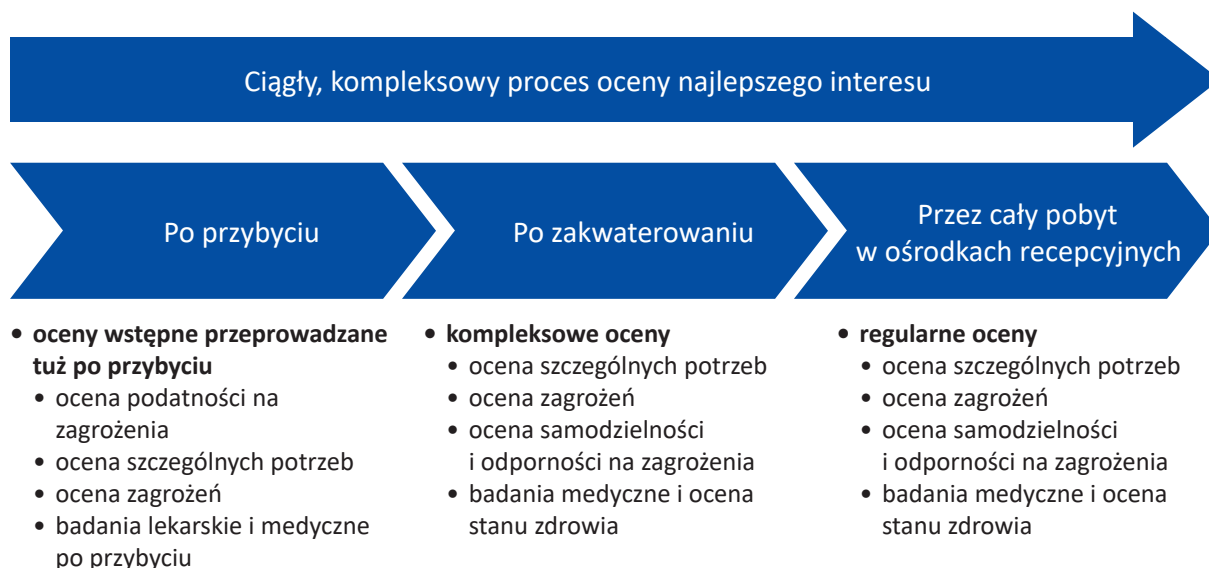 Ciągły, kompleksowy proces oceny najlepszego interesu
Po przybyciu
Po zakwaterowaniu
Przez cały pobyt
w ośrodkach recepcyjnych
• oceny wstępne przeprowadzane
tuż po przybyciu
• ocena podatności na
zagrożenia
• ocena szczególnych potrzeb
• ocena zagrożeń
• badania lekarskie i medyczne
po przybyciu
• kompleksowe oceny
• ocena szczególnych potrzeb
• ocena zagrożeń
• ocena samodzielności
i odporności na zagrożenia
• badania medyczne i ocena
stanu zdrowia
• regularne oceny
• ocena szczególnych potrzeb
• ocena zagrożeń
• ocena samodzielności
i odporności na zagrożenia
• badania medyczne i ocena
stanu zdrowia